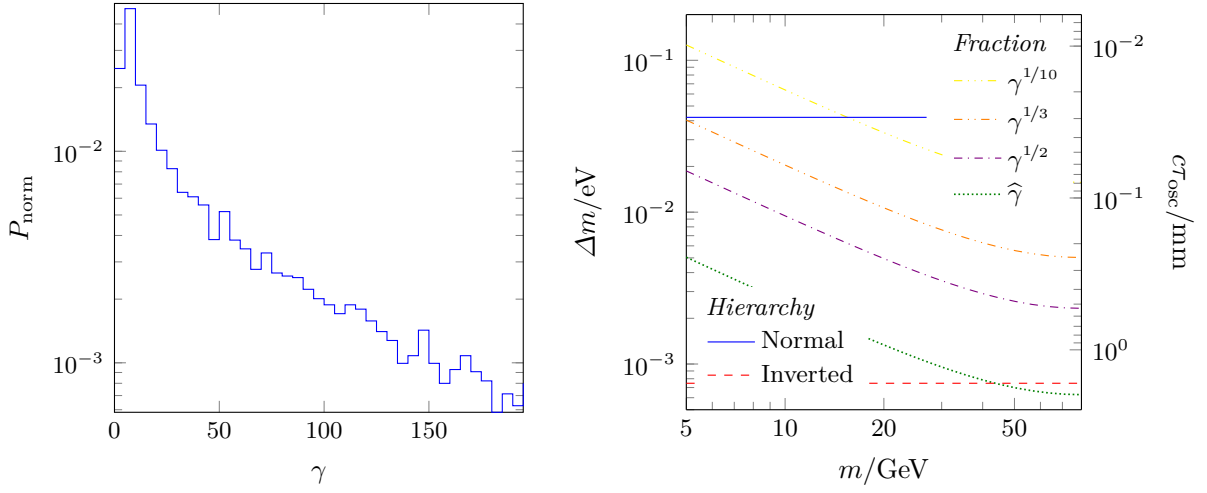 P_norm
10^{-2}
10^{-3}
0 50 100 150
γ
Δm/eV
10^{-1}
10^{-2}
10^{-3}
Fraction
γ^{1/10}
γ^{1/3}
γ^{1/2}
γ̂
Hierarchy
Normal
Inverted
5 10 20 50
m/GeV
10^{-2}
10^{-1}
10^{0}
cτ_osc/mm